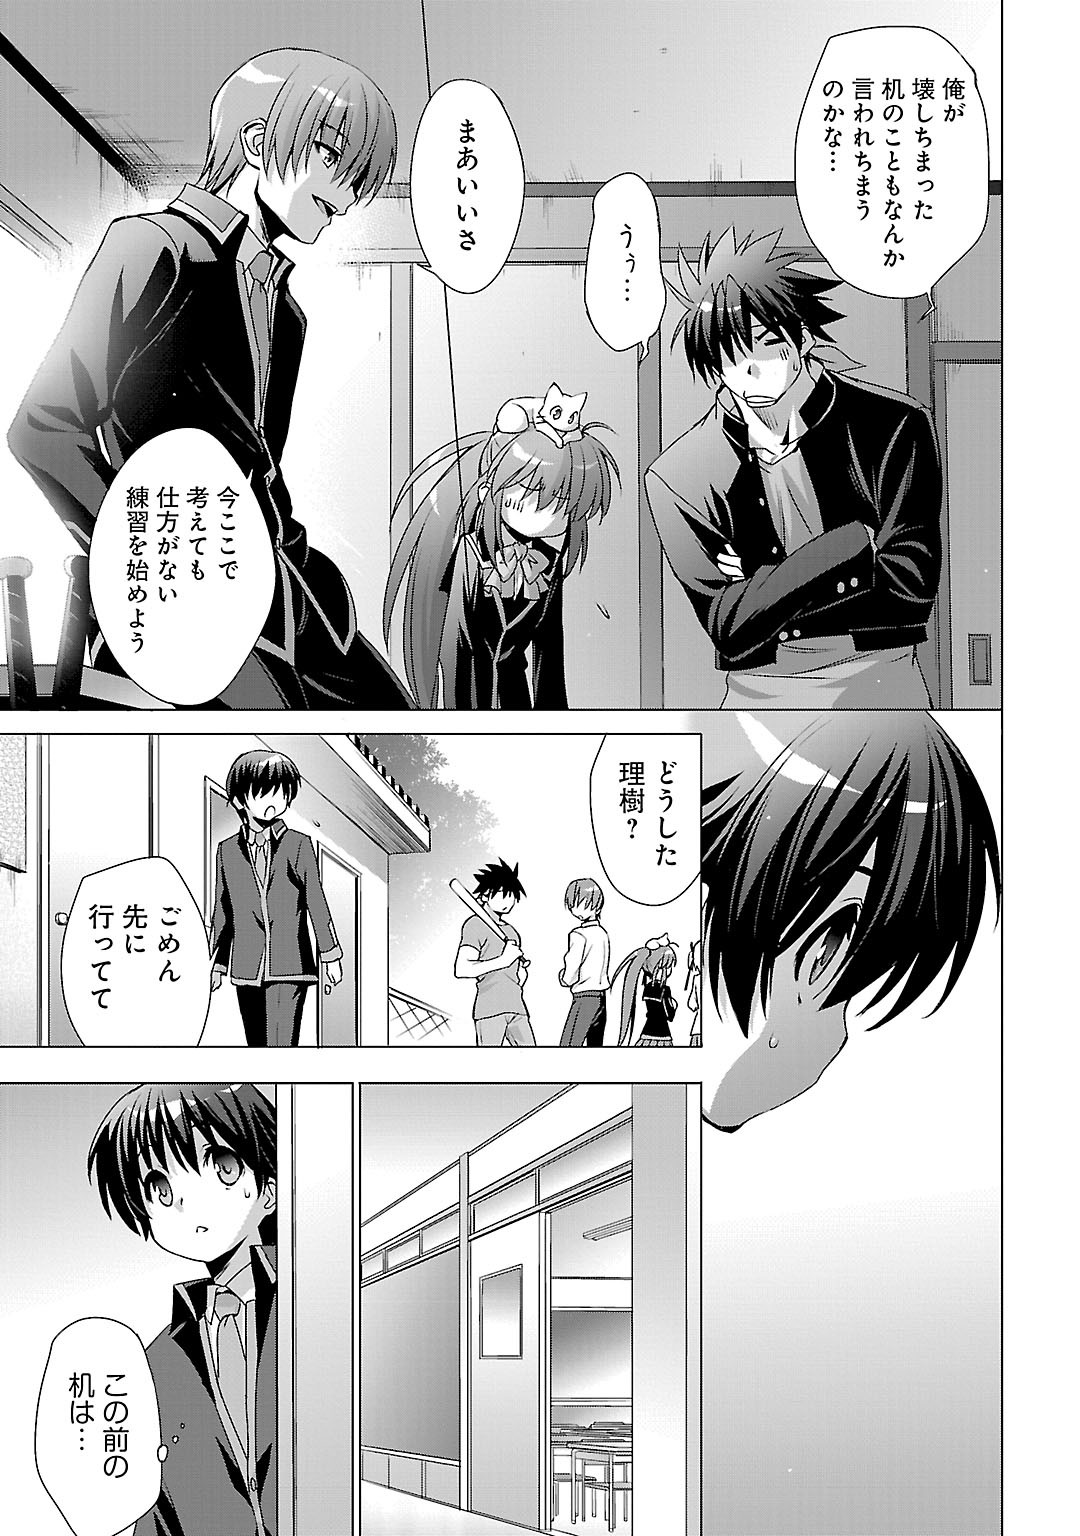 俺が
壊しちまった
机のこともなんか
言われちまう
のかな…
うぅ…
まあいいさ
今ここで
考えても
仕方がない
練習を始めよう
どうした
理樹?
ごめん
先に
行ってて
この前の
机は…